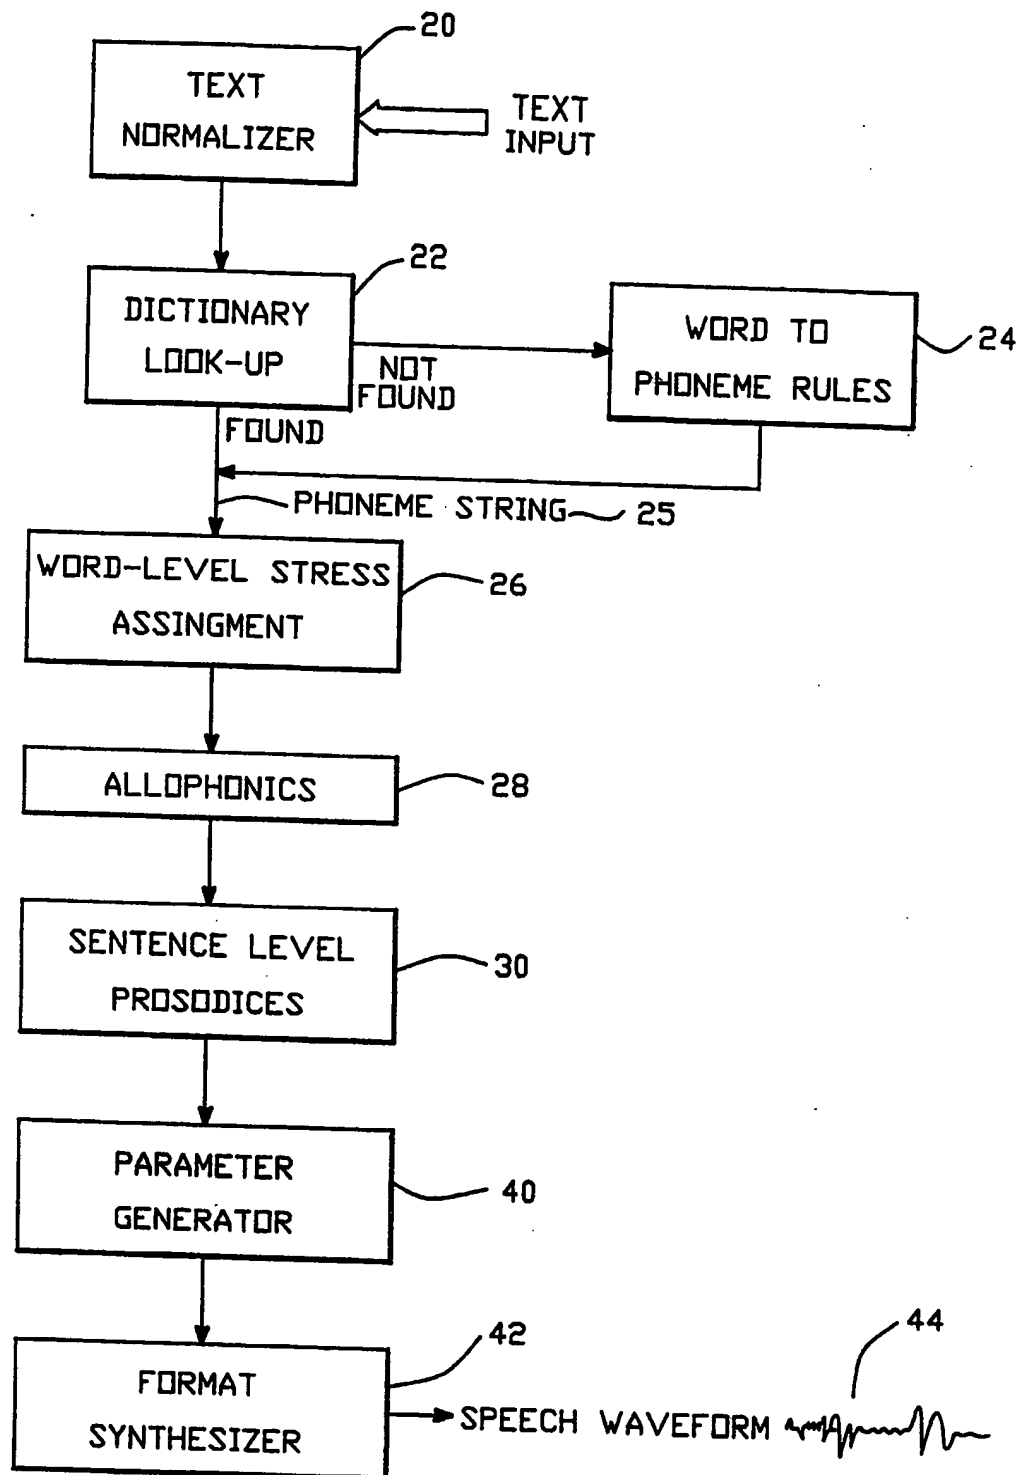 20
TEXT
NORMALIZER
TEXT
INPUT
22
DICTIONARY
LOOK-UP
NOT
FOUND
FOUND
WORD TO
PHONEME RULES
24
PHONEME STRING 25
WORD-LEVEL STRESS
ASSINGMENT
26
ALLOPHONICS
28
SENTENCE LEVEL
PROSODICES
30
PARAMETER
GENERATOR
40
FORMAT
SYNTHESIZER
42
SPEECH WAVEFORM
44